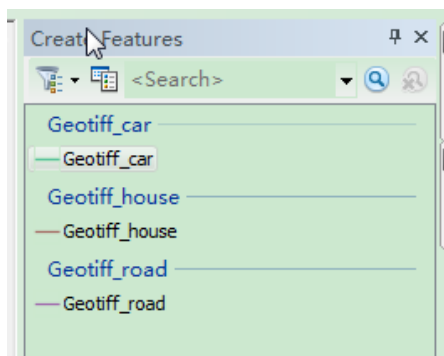 Create Features
<Search>
Geotiff_car
Geotiff_car
Geotiff_house
Geotiff_house
Geotiff_road
Geotiff_road